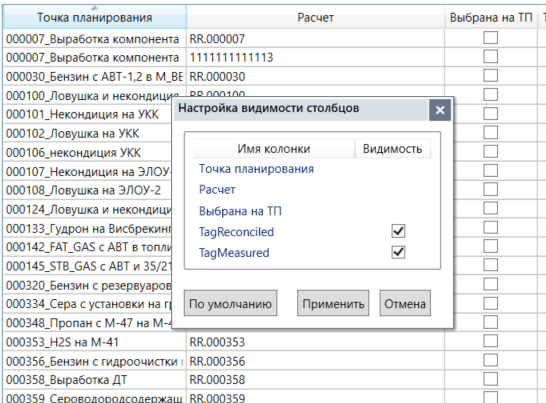 Точка планирования Расчет Выбрана на ТП
000007_Выработка компонента RR.000007
000007_Выработка компонента 1111111111113
000030_Бензин с АВТ-1,2 в М_ВЕ RR.000030
000100_Ловушка и некондиция RR.000100
000101_Некондиция на УКК
000102_Ловушка на УКК
000106_некондиция УКК
000107_Некондиция на ЭЛОУ-
000108_Ловушка на ЭЛОУ-2
000124_Ловушка и некондици
000133_Гудрон на Висбрекинг
000142_FAT_GAS с АВТ в топли
000145_STB_GAS с АВТ и 35/21
000320_Бензин с резервуаров
000334_Сера с установки на гр
000348_Пропан с М-47 на М-4
000353_H2S на М-41 RR.000353
000356_Бензин с гидроочистки RR.000356
000358_Выработка ДТ RR.000358
000359_Сероводородсодержащ RR.000359
Настройка видимости столбцов
Имя колонки Видимость
Точка планирования
Расчет
Выбрана на ТП
TagReconciled
TagMeasured
По умолчанию Применить Отмена